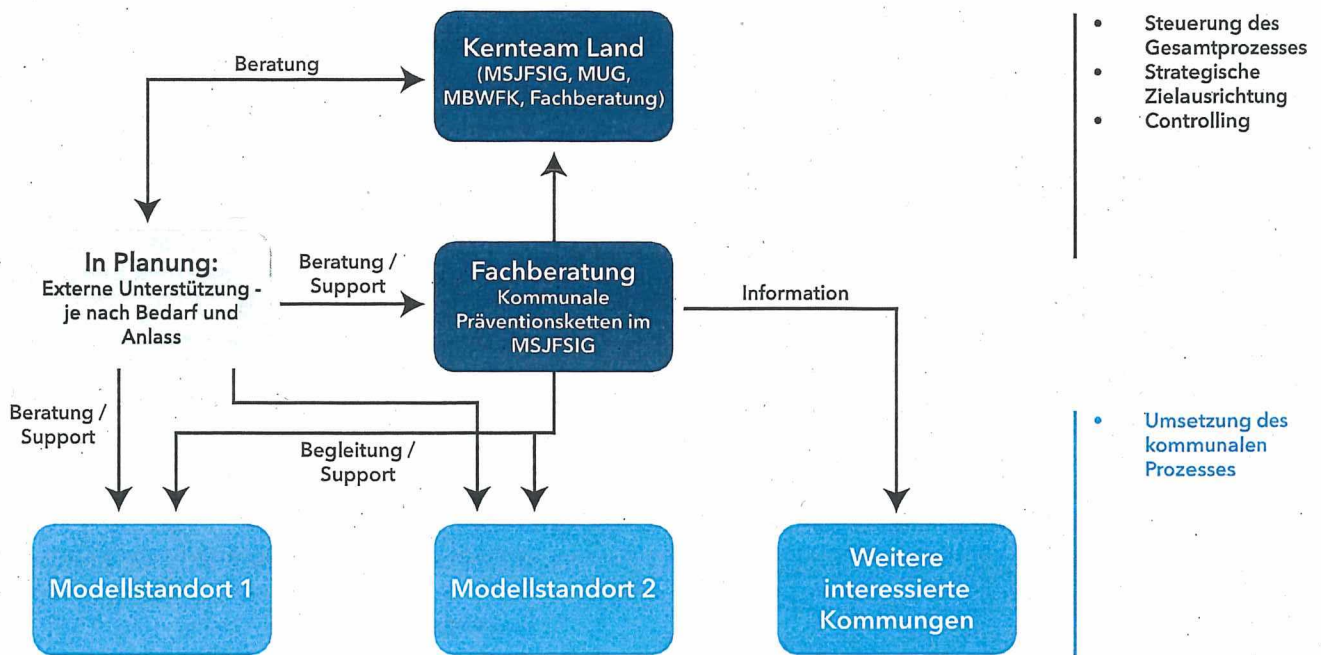 Kernteam Land
(MSJFSIG, MUG,
MBWFK, Fachberatung)
Beratung
• Steuerung des
Gesamtprozesses
• Strategische
Zielausrichtung
• Controlling
In Planung:
Externe Unterstützung -
je nach Bedarf und
Anlass
Beratung /
Support
Fachberatung
Kommunale
Präventionsketten im
MSJFSIG
Information
Beratung /
Support
Begleitung /
Support
• Umsetzung des
kommunalen
Prozesses
Modellstandort 1
Modellstandort 2
Weitere
interessierte
Kommungen